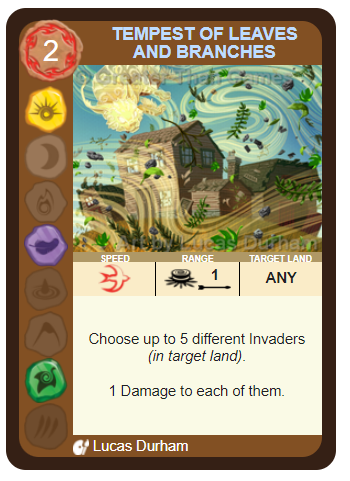 2
TEMPEST OF LEAVES
AND BRANCHES
SPEED RANGE TARGET LAND
1 ANY
Choose up to 5 different Invaders
(in target land).
1 Damage to each of them.
Lucas Durham